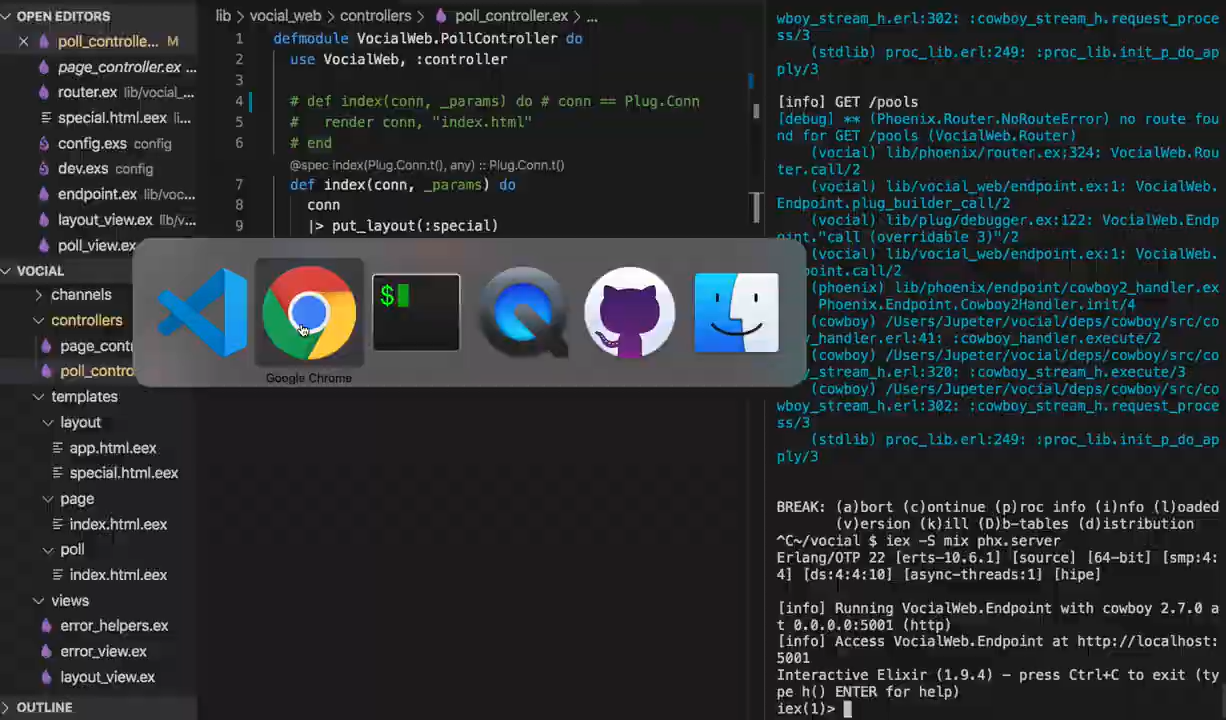 OPEN EDITORS
poll_controlle... M
page_controller.ex ...
router.ex lib/vocial_...
special.html.eex li...
config.exs config
dev.exs config
endpoint.ex lib/voc...
layout_view.ex lib/v...
poll_view.ex
VOCIAL
channels
controllers
page_cont
poll_contro
templates
layout
app.html.eex
special.html.eex
page
index.html.eex
poll
index.html.eex
views
error_helpers.ex
error_view.ex
layout_view.ex
OUTLINE
lib > vocial_web > controllers > poll_controller.ex > ...
1 defmodule VocialWeb.PollController do
2 use VocialWeb, :controller
3
4 # def index(conn, _params) do # conn == Plug.Conn
5 # render conn, "index.html"
6 # end
@spec index(Plug.Conn.t(), any) :: Plug.Conn.t()
7 def index(conn, _params) do
8 conn
9 |> put_layout(:special)
$
Google Chrome
wboy_stream_h.erl:302: :cowboy_stream_h.request_proce
ss/3
(stdlib) proc_lib.erl:249: :proc_lib.init_p_do_ap
ply/3
[info] GET /pools
[debug] ** (Phoenix.Router.NoRouteError) no route fou
nd for GET /pools (VocialWeb.Router)
(vocial) lib/phoenix/router.ex:324: VocialWeb.Rou
ter.call/2
(vocial) lib/vocial_web/endpoint.ex:1: VocialWeb.
Endpoint.plug_builder_call/2
(vocial) lib/plug/debugger.ex:122: VocialWeb.Endp
oint."call (overridable 3)"/2
(vocial) lib/vocial_web/endpoint.ex:1: VocialWeb.
point.call/2
(phoenix) lib/phoenix/endpoint/cowboy2_handler.ex
Phoenix.Endpoint.Cowboy2Handler.init/4
(cowboy) /Users/Jupeter/vocial/deps/cowboy/src/co
_handler.erl:41: :cowboy_handler.execute/2
(cowboy) /Users/Jupeter/vocial/deps/cowboy/src/co
_stream_h.erl:320: :cowboy_stream_h.execute/3
(cowboy) /Users/Jupeter/vocial/deps/cowboy/src/co
wboy_stream_h.erl:302: :cowboy_stream_h.request_proce
ss/3
(stdlib) proc_lib.erl:249: :proc_lib.init_p_do_ap
ply/3
BREAK: (a)bort (c)ontinue (p)roc info (i)nfo (l)oaded
(v)ersion (k)ill (D)b-tables (d)istribution
^C~/vocial $ iex -S mix phx.server
Erlang/OTP 22 [erts-10.6.1] [source] [64-bit] [smp:4:
4] [ds:4:4:10] [async-threads:1] [hipe]
[info] Running VocialWeb.Endpoint with cowboy 2.7.0 a
t 0.0.0.0:5001 (http)
[info] Access VocialWeb.Endpoint at http://localhost:
5001
Interactive Elixir (1.9.4) - press Ctrl+C to exit (ty
pe h() ENTER for help)
iex(1)>